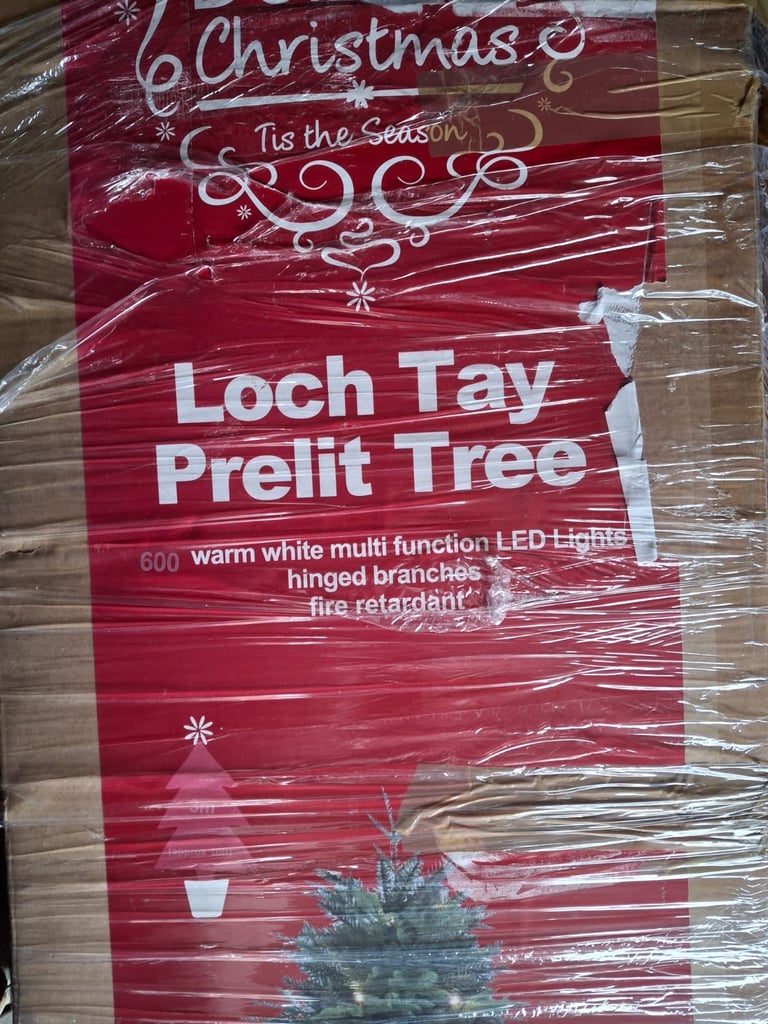 Christmas
Tis the Season
Loch Tay
Prelit Tree
600 warm white multi function LED Lights
hinged branches
fire retardant
3m